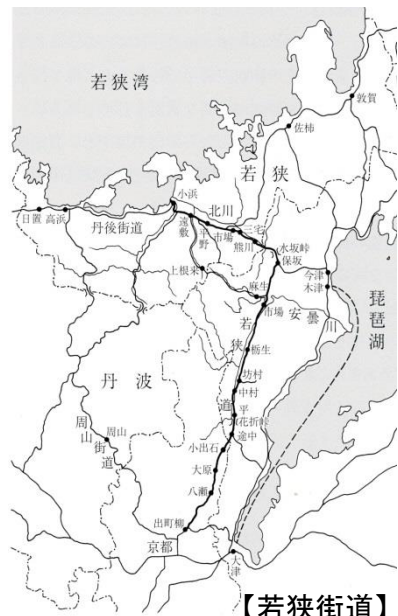 若狭湾
敦賀
佐柿
若狭
小浜
北川
日置
高浜
丹後街道
遠敷
平野
市場
三宅
熊川
水坂峠
保坂
上根来
麻生
市場
今津
木津
安曇川
琵琶湖
若狭道
栃生
坊村
中村
平
花折峠
途中
丹波
周山街道
周山
小出石
大原
八瀬
出町柳
京都
大津
【若狭街道】